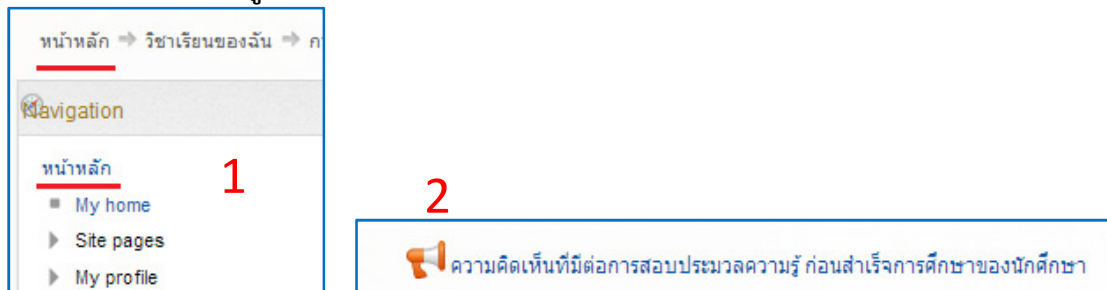 หน้าหลัก วิชาเรียนของฉัน
Navigation
หน้าหลัก
1
My home
Site pages
My profile
2
ความคิดเห็นที่มีต่อการสอบประมวลความรู้ ก่อนสำเร็จการศึกษาของนักศึกษา